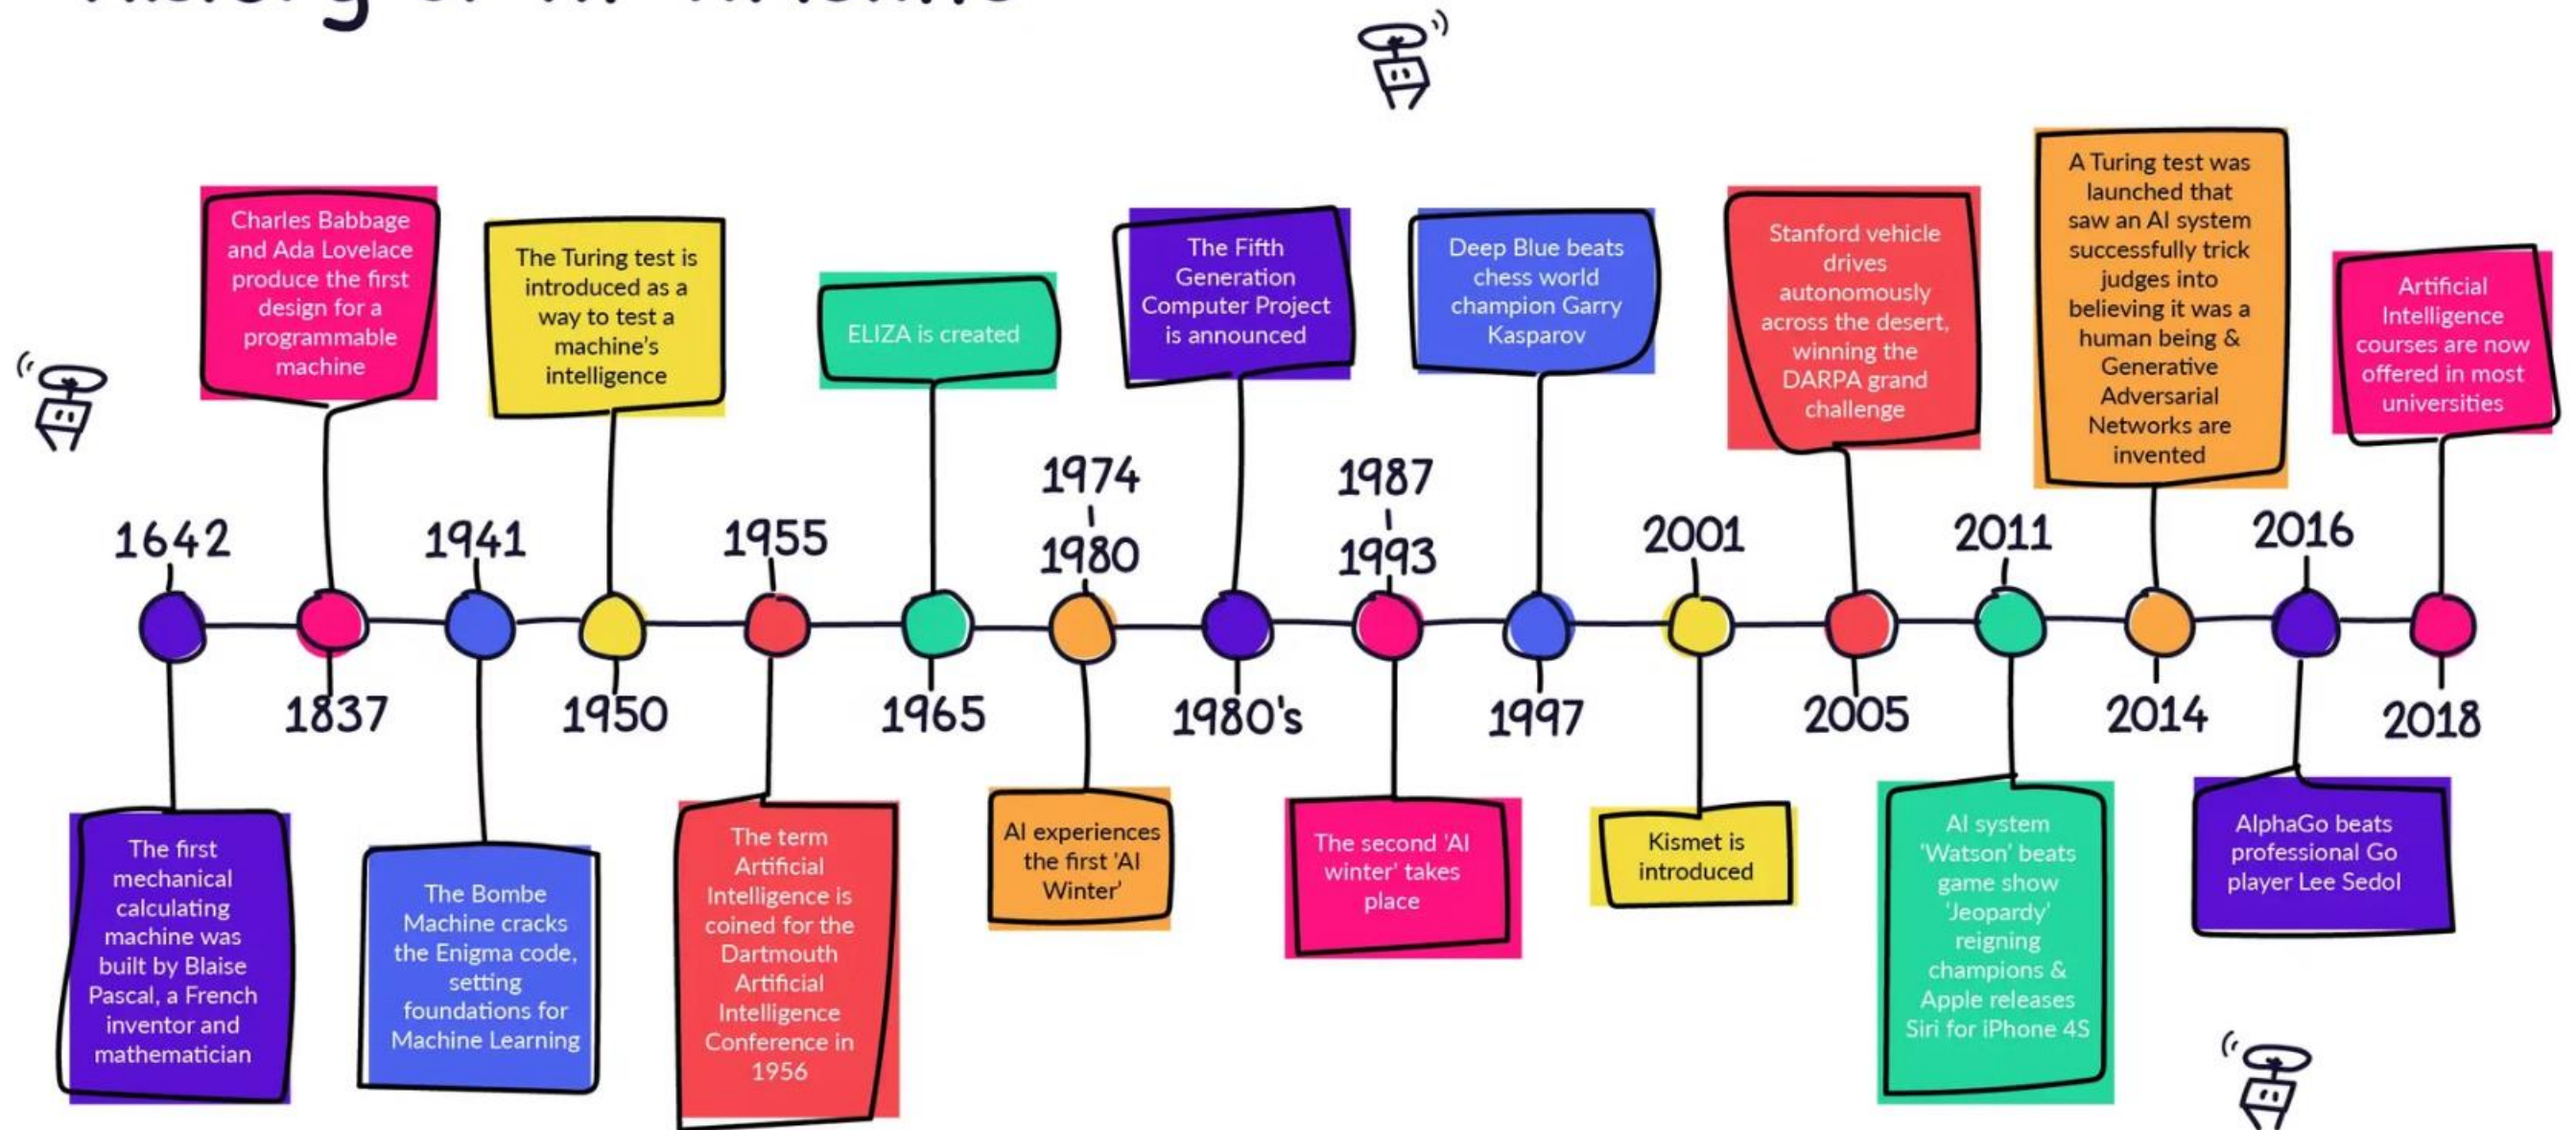 1642
The first
mechanical
calculating
machine was
built by Blaise
Pascal, a French
inventor and
mathematician
Charles Babbage
and Ada Lovelace
produce the first
design for a
programmable
machine
1837
1941
The Bombe
Machine cracks
the Enigma code,
setting
foundations for
Machine Learning
The Turing test is
introduced as a
way to test a
machine's
intelligence
1950
1955
The term
Artificial
Intelligence is
coined for the
Dartmouth
Artificial
Intelligence
Conference in
1956
ELIZA is created
1965
1974
-
1980
AI experiences
the first 'AI
Winter'
The Fifth
Generation
Computer Project
is announced
1980's
1987
-
1993
The second 'AI
winter' takes
place
Deep Blue beats
chess world
champion Garry
Kasparov
1997
2001
Kismet is
introduced
Stanford vehicle
drives
autonomously
across the desert,
winning the
DARPA grand
challenge
2005
2011
AI system
'Watson' beats
game show
'Jeopardy'
reigning
champions &
Apple releases
Siri for iPhone 4S
A Turing test was
launched that
saw an AI system
successfully trick
judges into
believing it was a
human being &
Generative
Adversarial
Networks are
invented
2014
2016
AlphaGo beats
professional Go
player Lee Sedol
Artificial
Intelligence
courses are now
offered in most
universities
2018